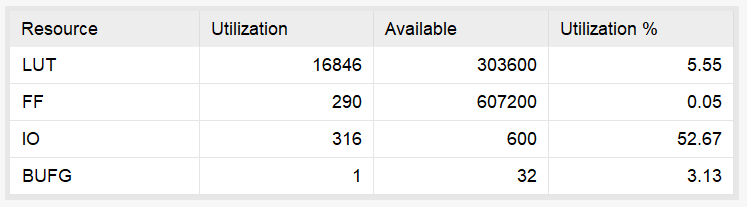 Resource Utilization Available Utilization %
LUT 16846 303600 5.55
FF 290 607200 0.05
IO 316 600 52.67
BUFG 1 32 3.13